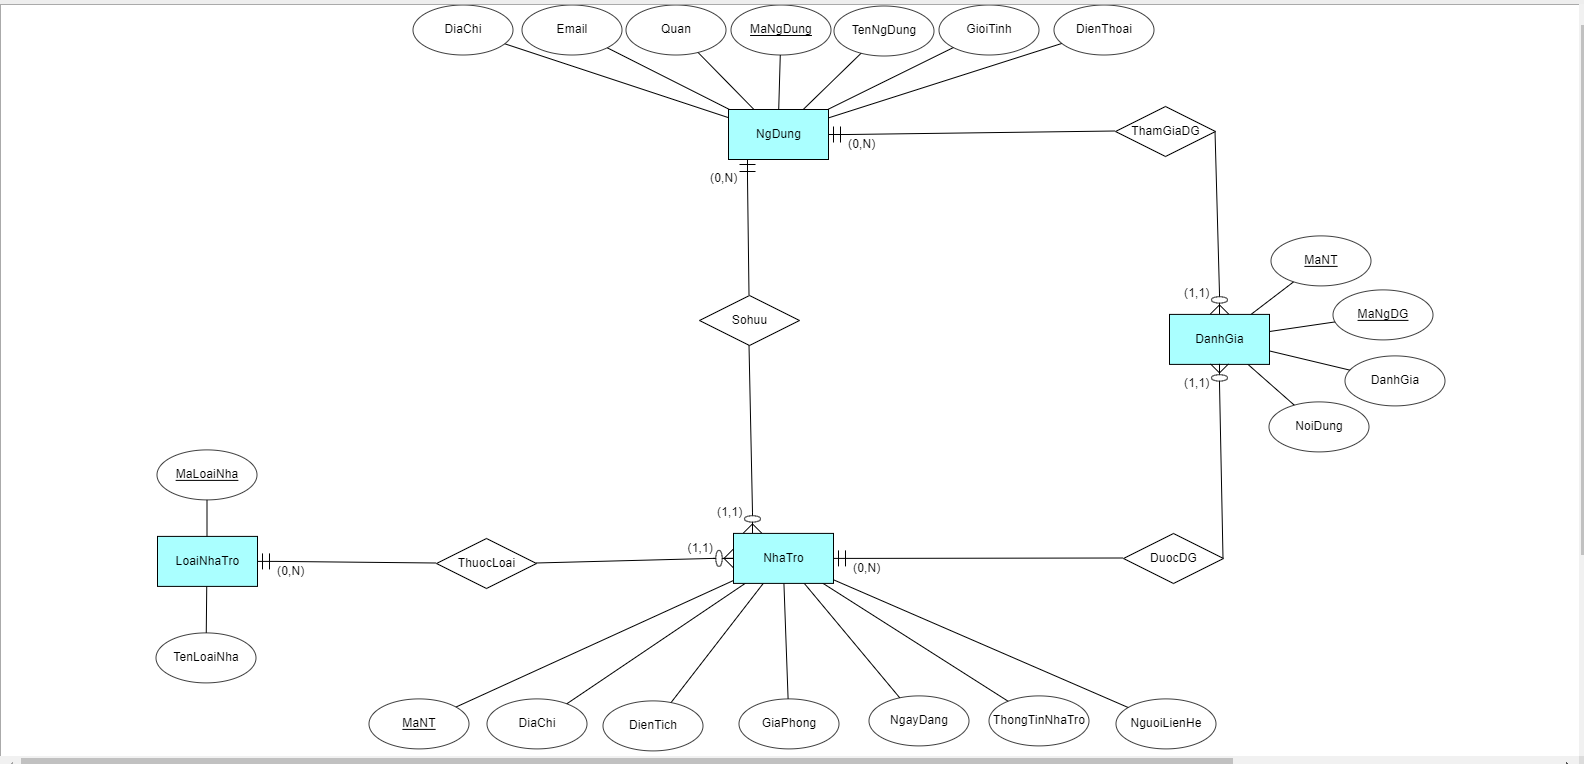 DiaChi
Email
Quan
MaNgDung
TenNgDung
GioiTinh
DienThoai
NgDung
(0,N)
(0,N)
ThamGiaDG
MaNT
(1,1)
MaNgDG
DanhGia
DanhGia
(1,1)
NoiDung
Sohuu
MaLoaiNha
(1,1)
LoaiNhaTro
(0,N)
ThuocLoai
(1,1)
NhaTro
(0,N)
DuocDG
TenLoaiNha
MaNT
DiaChi
DienTich
GiaPhong
NgayDang
ThongTinNhaTro
NguoiLienHe